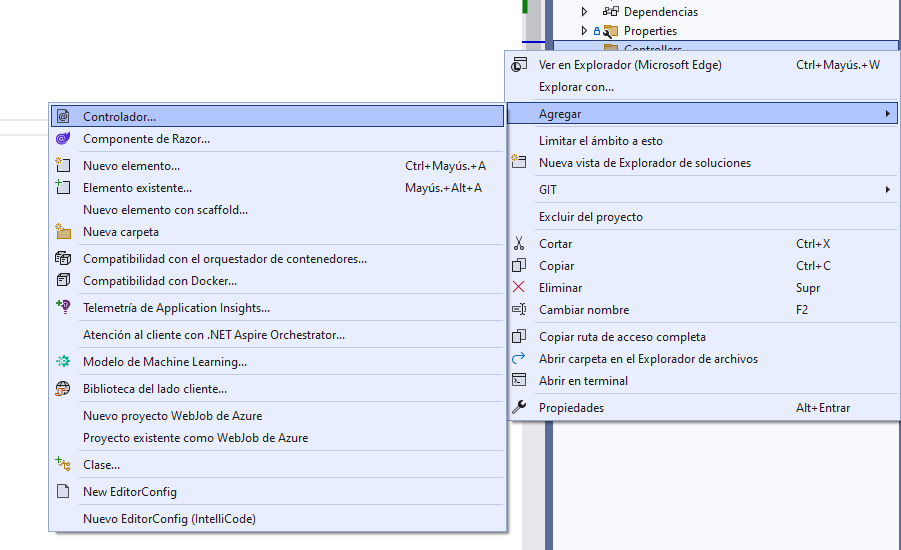 Dependencias
Properties
Controllers
Ver en Explorador (Microsoft Edge) Ctrl+Mayús.+W
Explorar con...
Agregar
Limitar el ámbito a esto
Nueva vista de Explorador de soluciones
GIT
Excluir del proyecto
Cortar Ctrl+X
Copiar Ctrl+C
Eliminar Supr
Cambiar nombre F2
Copiar ruta de acceso completa
Abrir carpeta en el Explorador de archivos
Abrir en terminal
Propiedades Alt+Entrar
Controlador...
Componente de Razor...
Nuevo elemento... Ctrl+Mayús.+A
Elemento existente... Mayús.+Alt+A
Nuevo elemento con scaffold...
Nueva carpeta
Compatibilidad con el orquestador de contenedores...
Compatibilidad con Docker...
Telemetría de Application Insights...
Atención al cliente con .NET Aspire Orchestrator...
Modelo de Machine Learning...
Biblioteca del lado cliente...
Nuevo proyecto WebJob de Azure
Proyecto existente como WebJob de Azure
Clase...
New EditorConfig
Nuevo EditorConfig (IntelliCode)